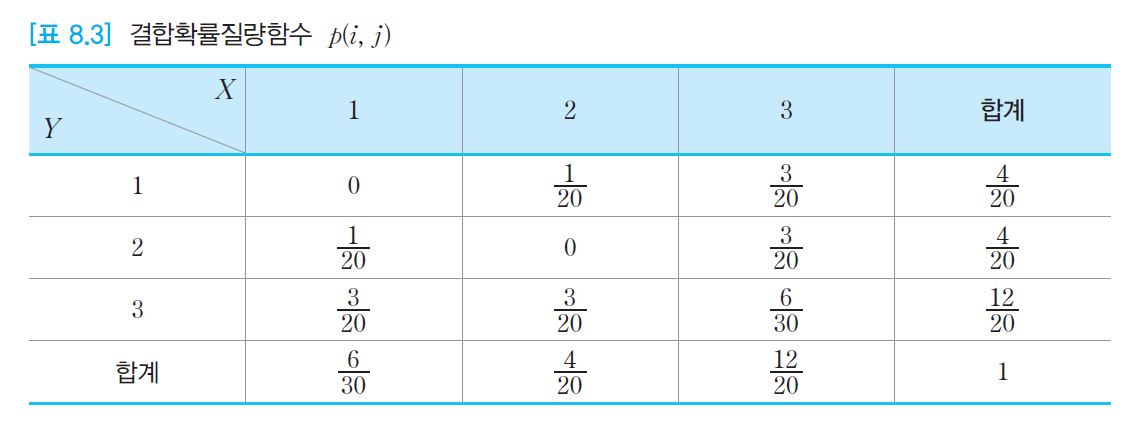 [표 8.3] 결합확률질량함수 p(i, j)
X
Y
1 2 3 합계
1 0 1/20 3/20 4/20
2 1/20 0 3/20 4/20
3 3/20 3/20 6/30 12/20
합계 6/30 4/20 12/20 1